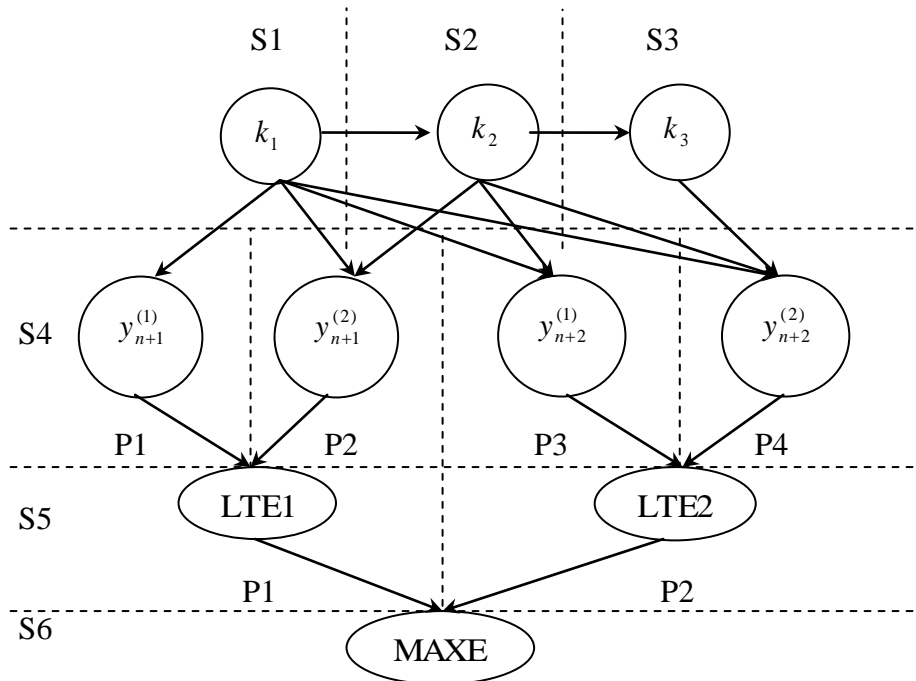 S1 S2 S3
k₁ k₂ k₃
S4
y⁽¹⁾ₙ₊₁ y⁽²⁾ₙ₊₁ y⁽¹⁾ₙ₊₂ y⁽²⁾ₙ₊₂
P1 P2 P3 P4
LTE1 LTE2
S5
P1 P2
S6
MAXE